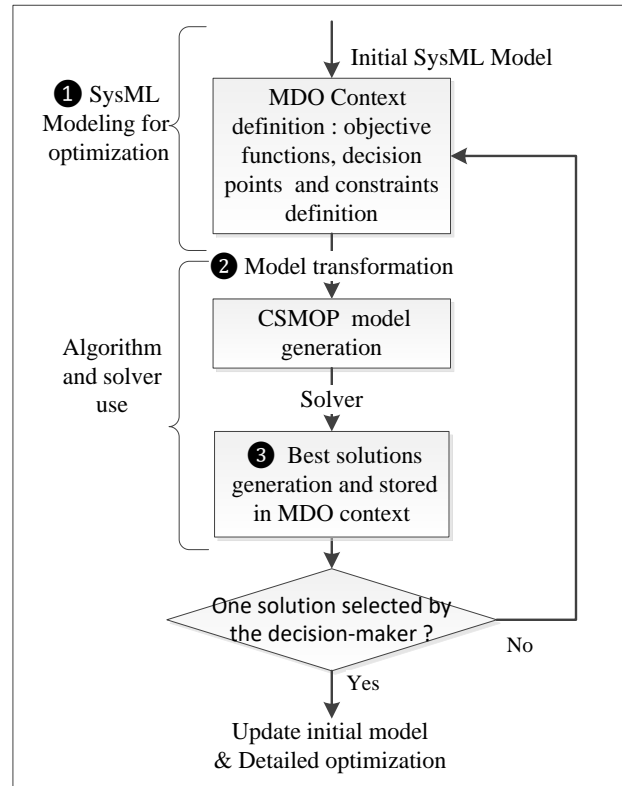 Initial SysML Model
❶ SysML
Modeling for
optimization
MDO Context
definition : objective
functions, decision
points and constraints
definition
❷ Model transformation
CSMOP model
generation
Algorithm
and solver
use
Solver
❸ Best solutions
generation and stored
in MDO context
One solution selected by
the decision-maker ?
No
Yes
Update initial model
& Detailed optimization